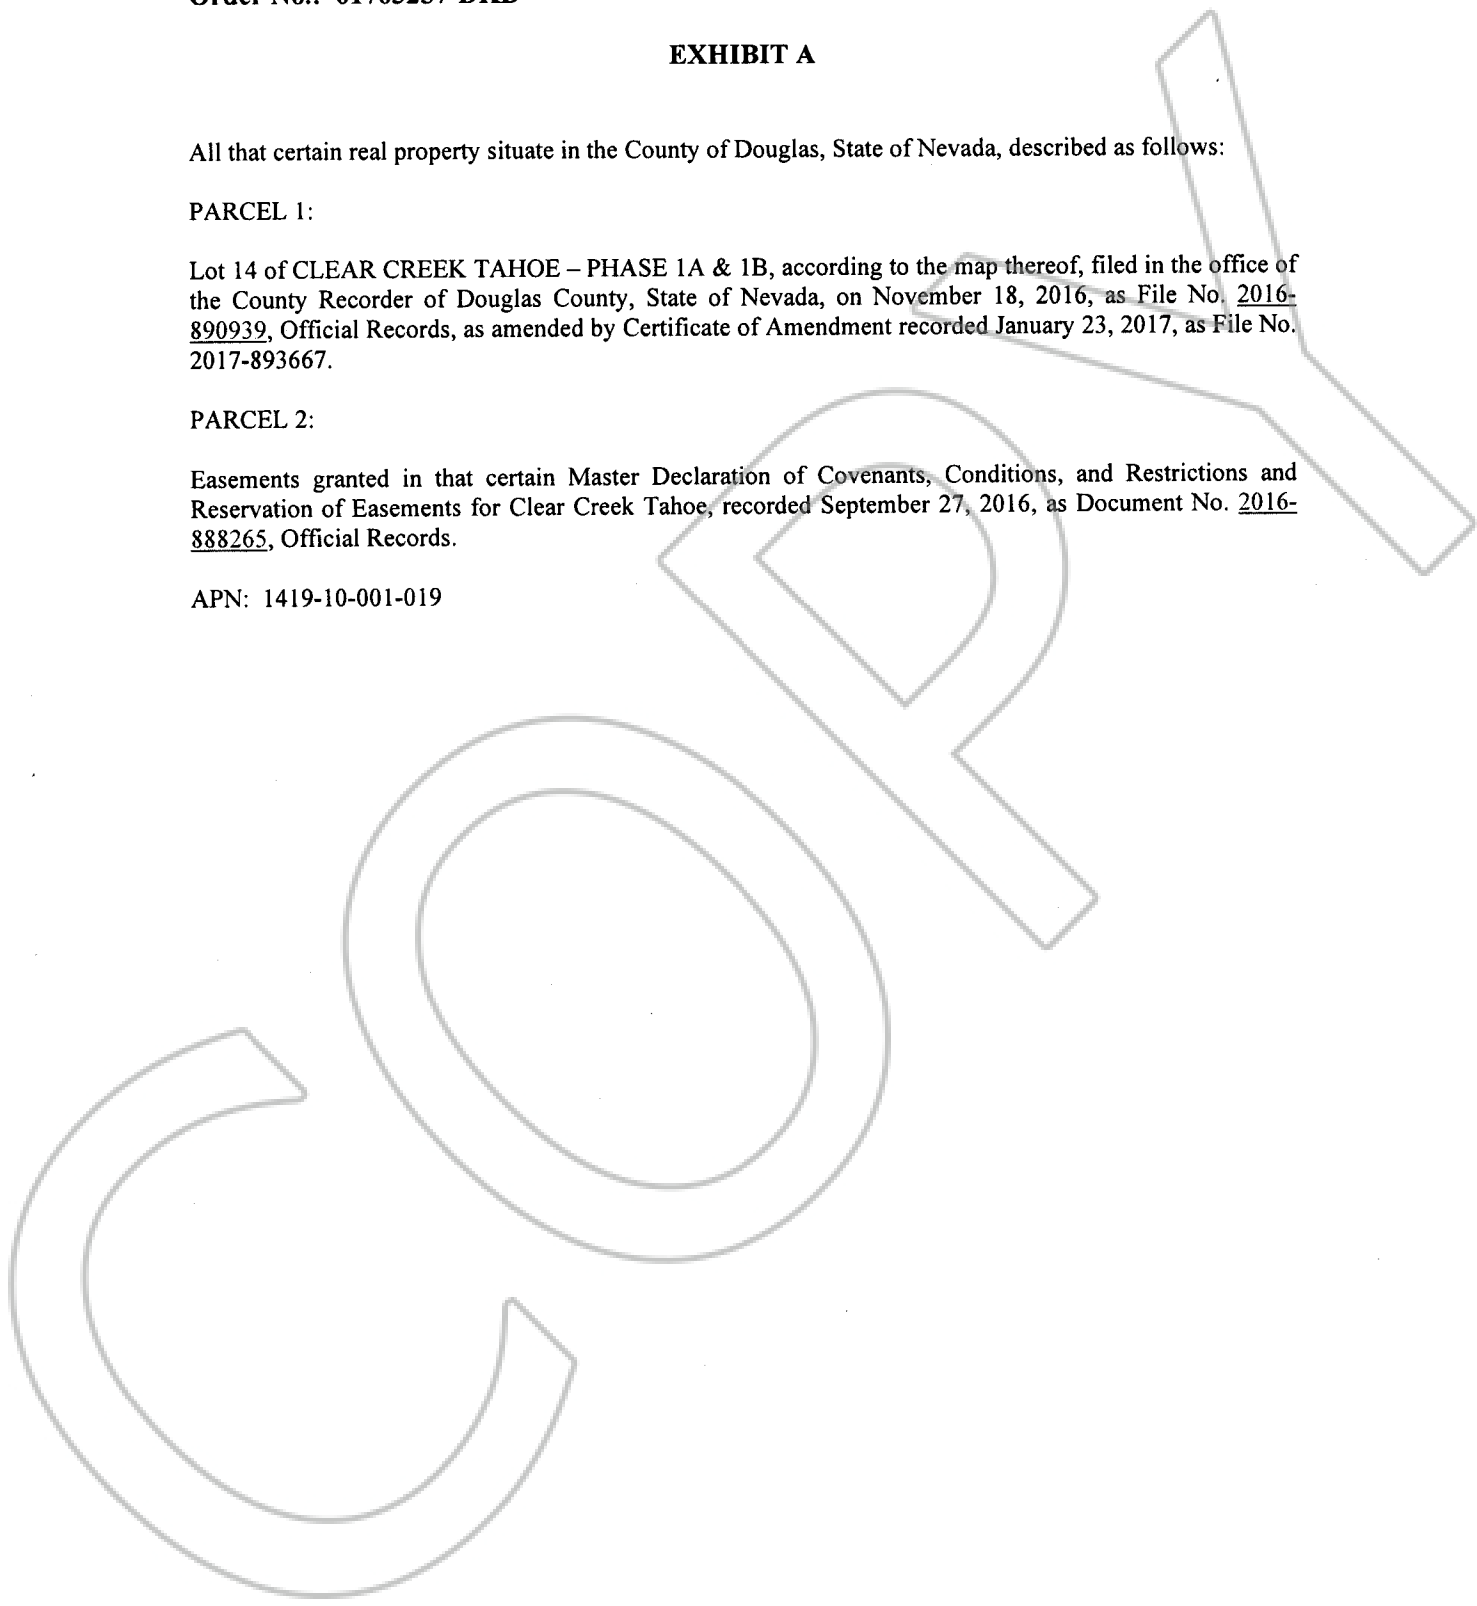 EXHIBIT A
All that certain real property situate in the County of Douglas, State of Nevada, described as follows:
PARCEL 1:
Lot 14 of CLEAR CREEK TAHOE – PHASE 1A & 1B, according to the map thereof, filed in the office of
the County Recorder of Douglas County, State of Nevada, on November 18, 2016, as File No. 2016-
890939, Official Records, as amended by Certificate of Amendment recorded January 23, 2017, as File No.
2017-893667.
PARCEL 2:
Easements granted in that certain Master Declaration of Covenants, Conditions, and Restrictions and
Reservation of Easements for Clear Creek Tahoe, recorded September 27, 2016, as Document No. 2016-
888265, Official Records.
APN: 1419-10-001-019
COPY